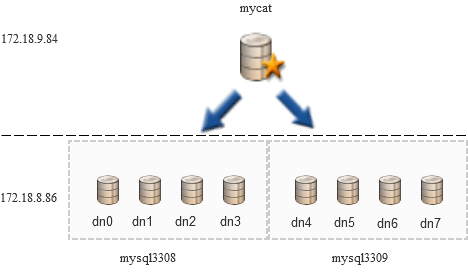 mycat
172.18.9.84
172.18.8.86
dn0 dn1 dn2 dn3 dn4 dn5 dn6 dn7
mysql3308 mysql3309